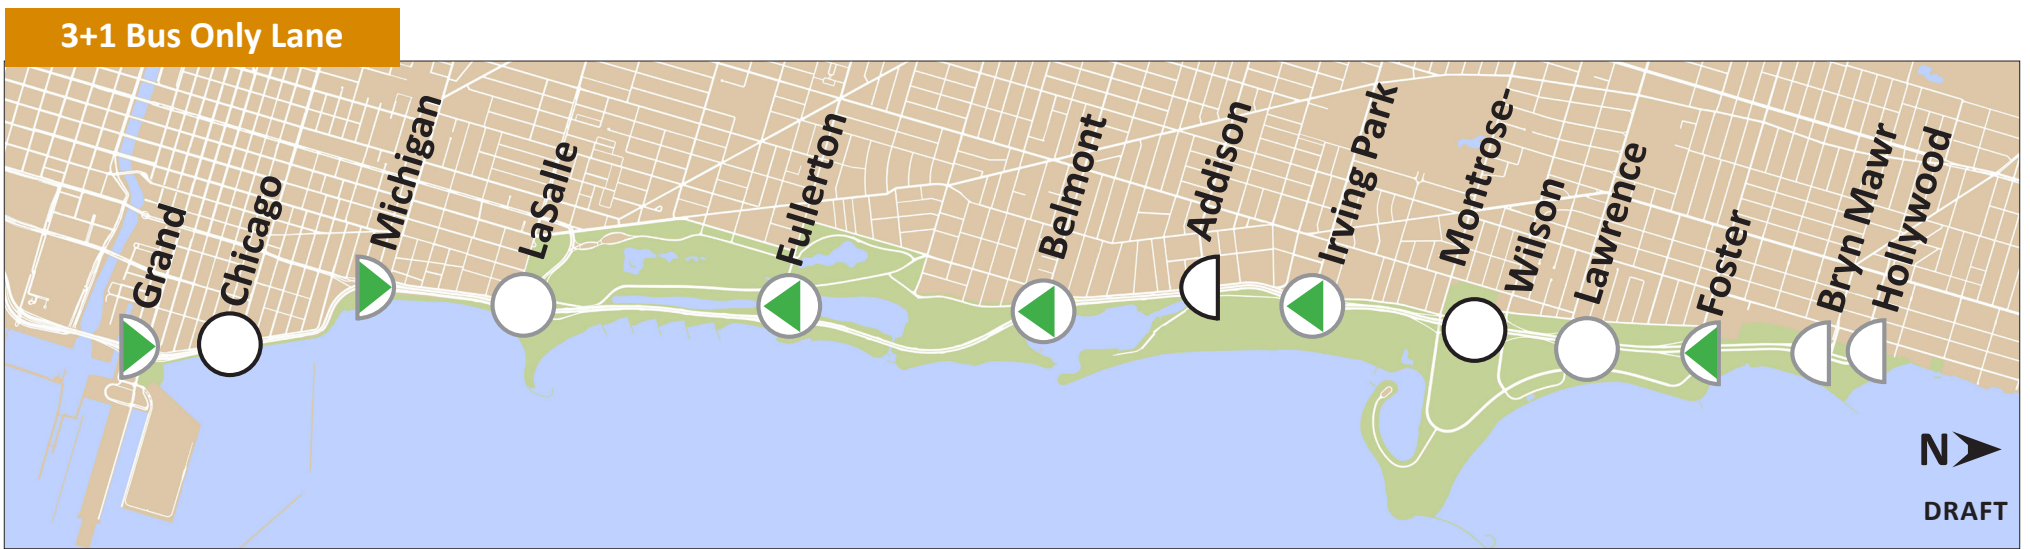 3+1 Bus Only Lane
Grand
Chicago
Michigan
LaSalle
Fullerton
Belmont
Addison
Irving Park
Montrose-
Wilson
Lawrence
Foster
Bryn Mawr
Hollywood
N
DRAFT